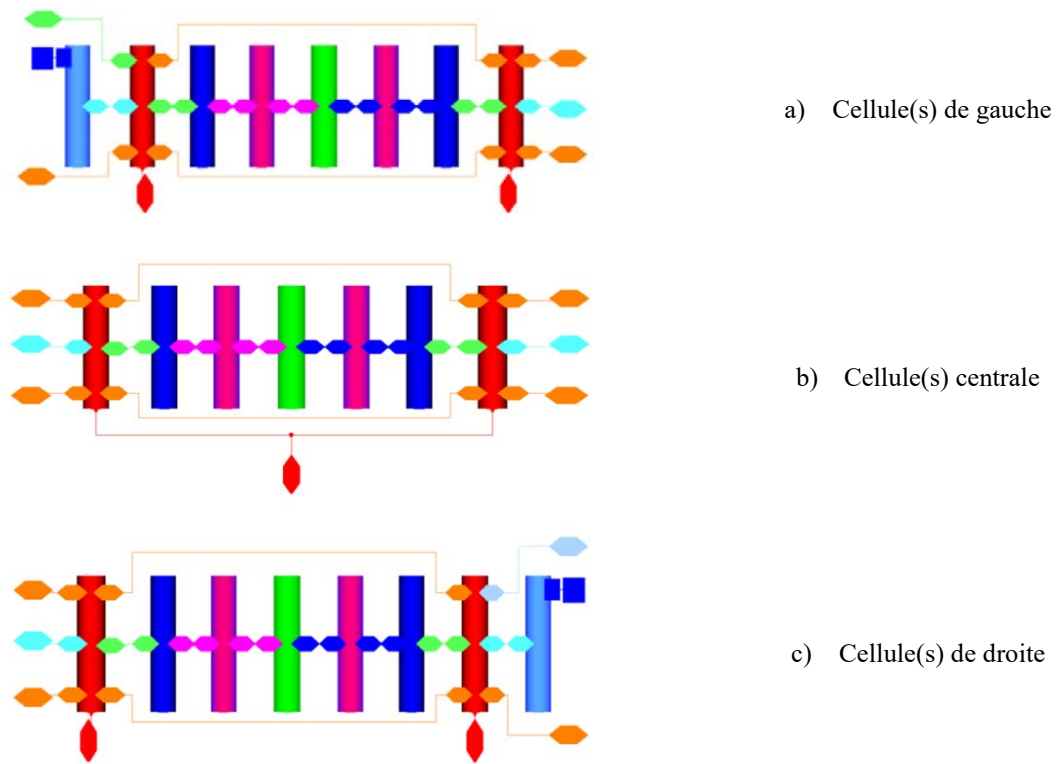 a) Cellule(s) de gauche
b) Cellule(s) centrale
c) Cellule(s) de droite